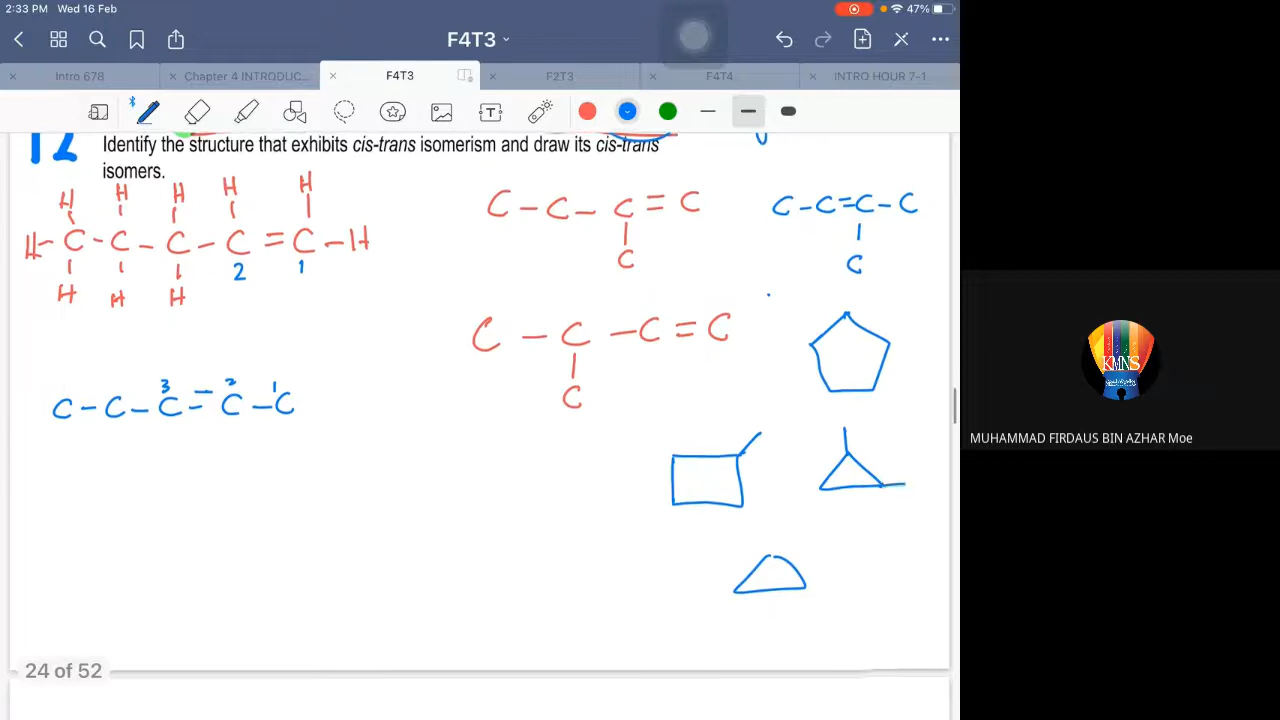 2:33 PM Wed 16 Feb
47%
F4T3
Intro 678
Chapter 4 INTRODUC...
F4T3
F2T3
F4T4
INTRO HOUR 7-1
T
12
Identify the structure that exhibits cis-trans isomerism and draw its cis-trans
isomers.
H H H H H
H-C-C-C-C=C-H
2 1
H H H
C-C-C=C
C
C-C=C-C
C
C-C-C=C
C
3 2 1
C-C-C=C-C
24 of 52
KMNS
MUHAMMAD FIRDAUS BIN AZHAR Moe